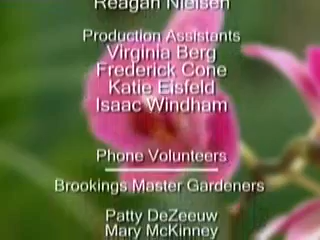 Reagan Nielsen
Production Assistants
Virginia Berg
Frederick Cone
Katie Eisfeld
Isaac Windham
Phone Volunteers
Brookings Master Gardeners
Patty DeZeeuw
Mary McKinney